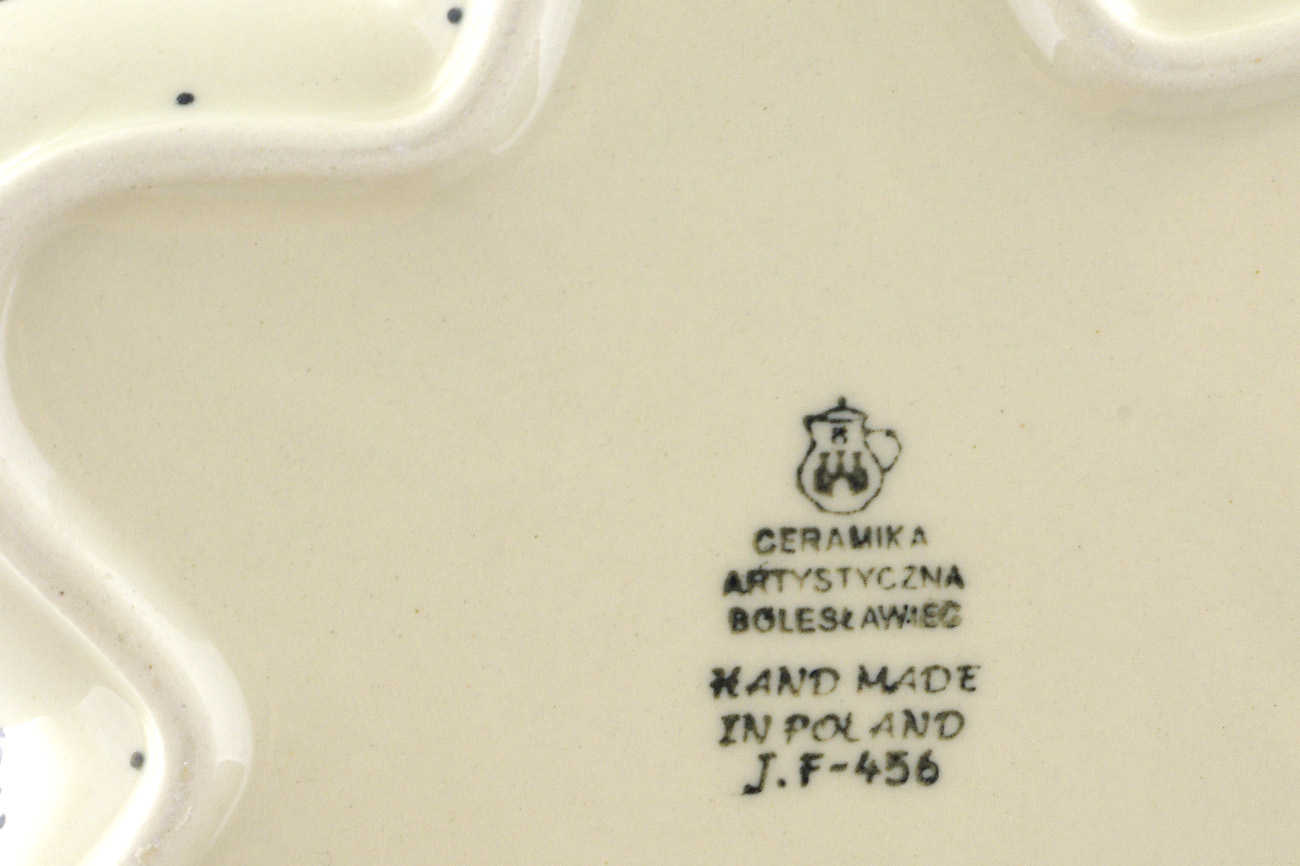 CERAMIKA
ARTYSTYCZNA
BOLESŁAWIEC
HAND MADE
IN POLAND
J.F-456